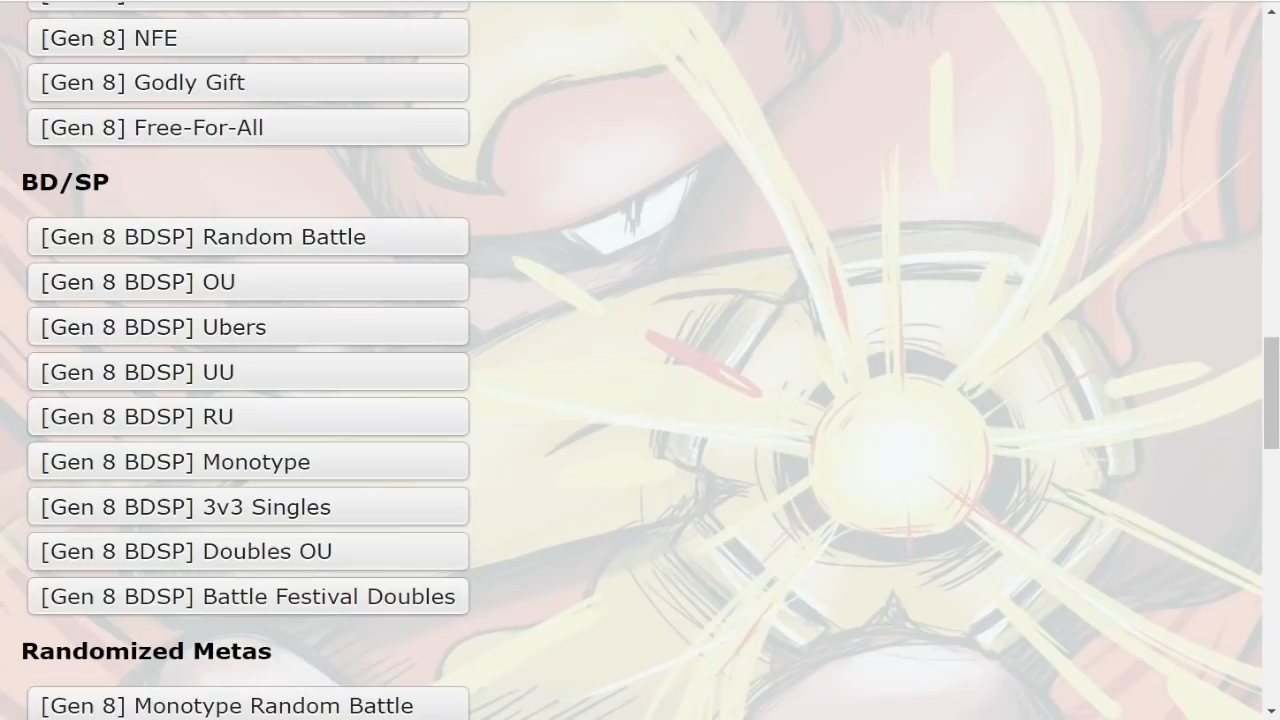 [Gen 8] NFE
[Gen 8] Godly Gift
[Gen 8] Free-For-All
BD/SP
[Gen 8 BDSP] Random Battle
[Gen 8 BDSP] OU
[Gen 8 BDSP] Ubers
[Gen 8 BDSP] UU
[Gen 8 BDSP] RU
[Gen 8 BDSP] Monotype
[Gen 8 BDSP] 3v3 Singles
[Gen 8 BDSP] Doubles OU
[Gen 8 BDSP] Battle Festival Doubles
Randomized Metas
[Gen 8] Monotype Random Battle